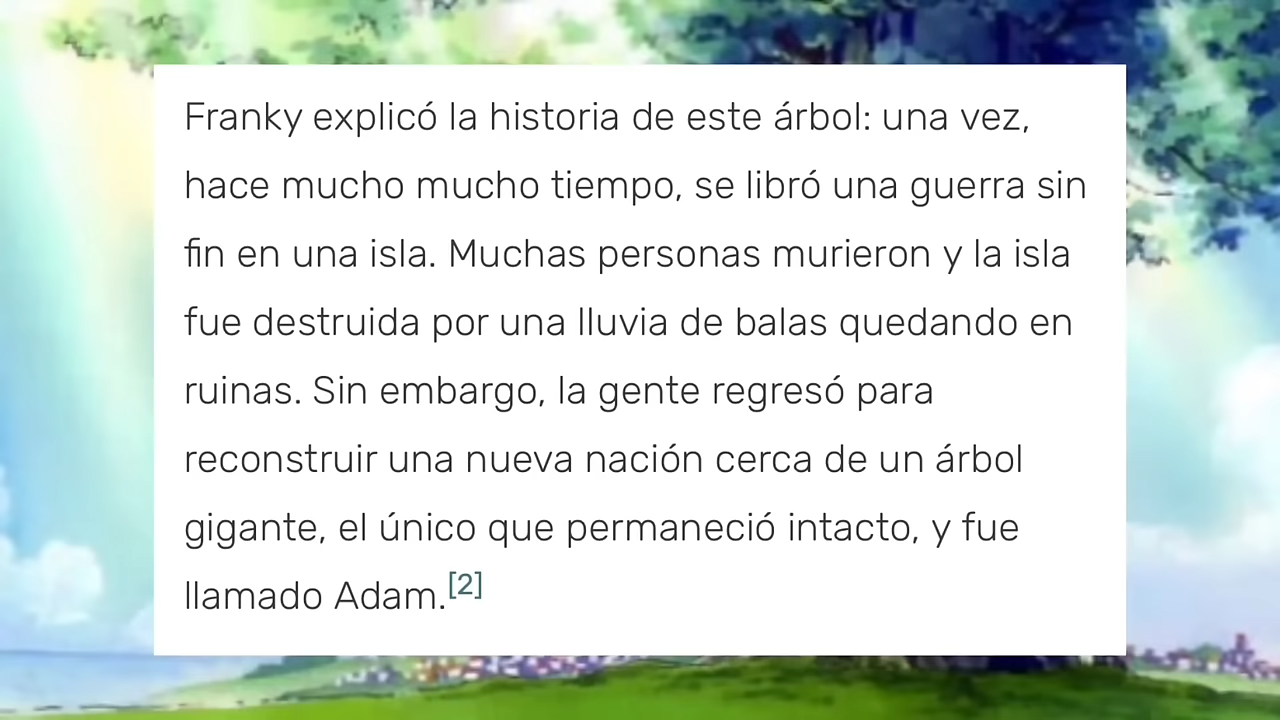 Franky explicó la historia de este árbol: una vez,
hace mucho mucho tiempo, se libró una guerra sin
fin en una isla. Muchas personas murieron y la isla
fue destruida por una lluvia de balas quedando en
ruinas. Sin embargo, la gente regresó para
reconstruir una nueva nación cerca de un árbol
gigante, el único que permaneció intacto, y fue
llamado Adam.[2]